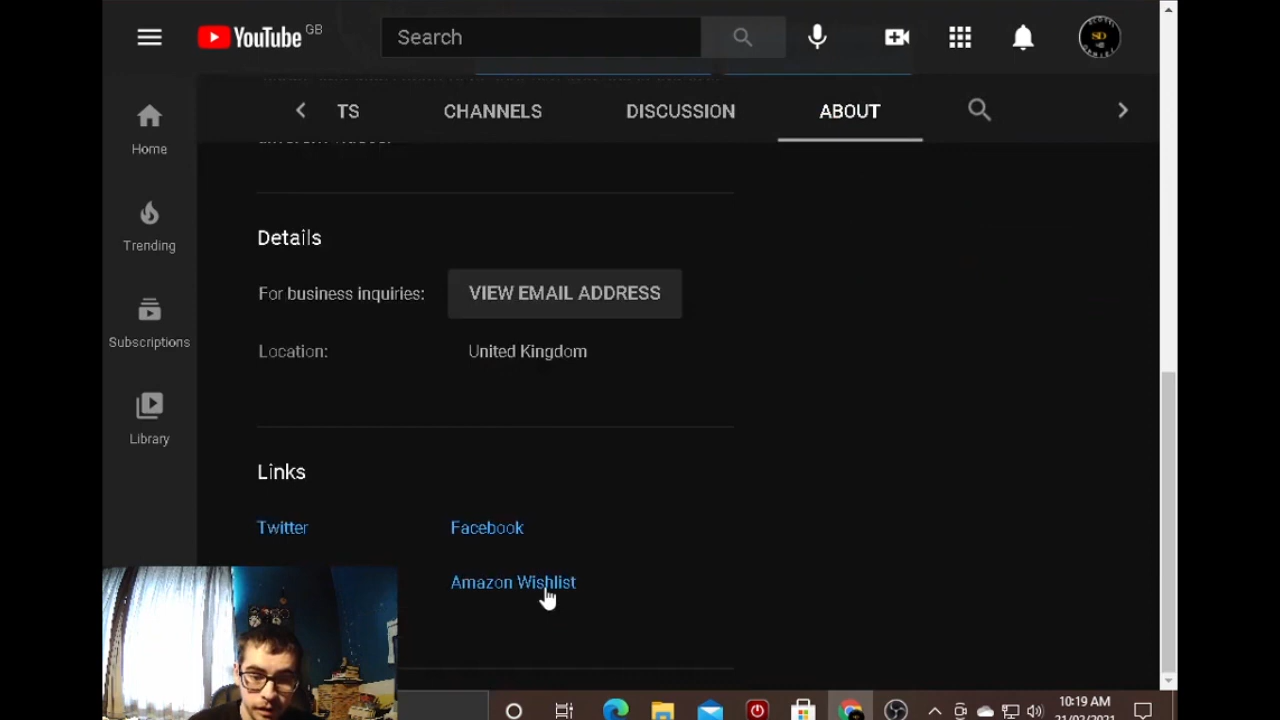 YouTube GB
Search
TS
CHANNELS
DISCUSSION
ABOUT
Home
Trending
Subscriptions
Library
Details
For business inquiries:
VIEW EMAIL ADDRESS
Location:
United Kingdom
Links
Twitter
Facebook
Amazon Wishlist
SD
10:19 AM